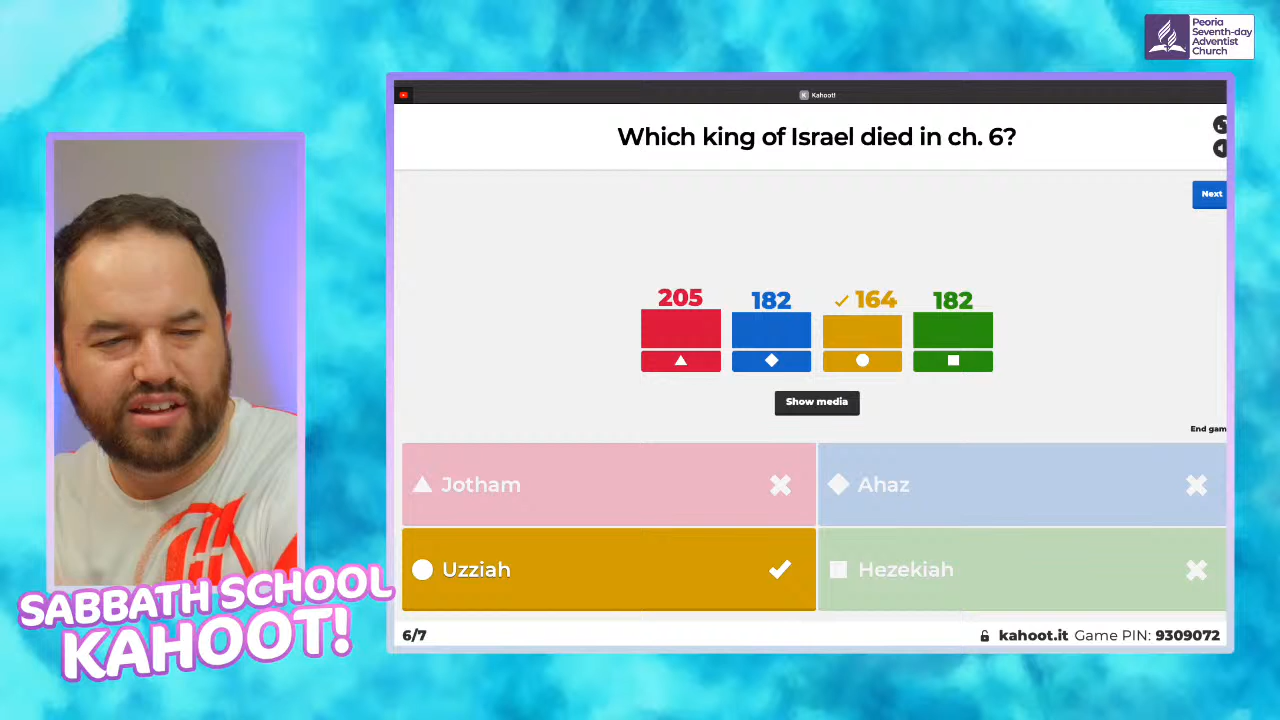 Peoria
Seventh-day
Adventist
Church
Kahoot!
Which king of Israel died in ch. 6?
Next
205
182
164
182
Show media
End gam
Jotham
Ahaz
Uzziah
Hezekiah
SABBATH SCHOOL
KAHOOT!
6/7
kahoot.it Game PIN: 9309072